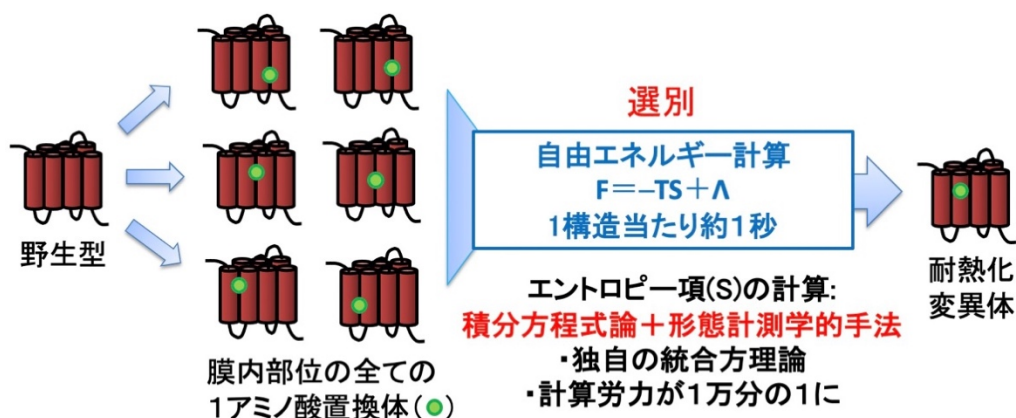 野生型
膜内部位の全ての
1アミノ酸置換体(●)
選別
自由エネルギー計算
F=−TS+Λ
1構造当たり約1秒
エントロピー項(S)の計算:
積分方程式論+形態計測学的手法
・独自の統合方理論
・計算労力が1万分の1に
耐熱化
変異体